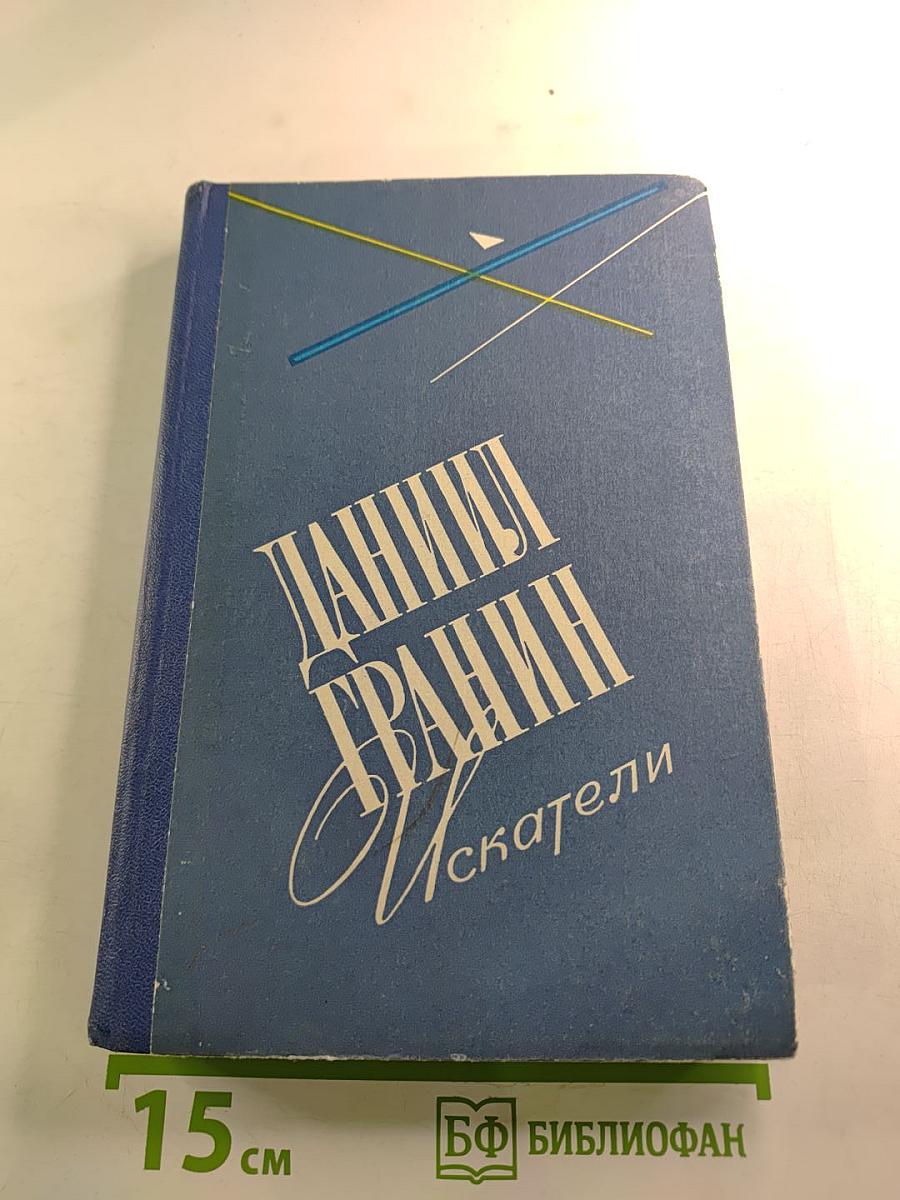 ДАНИИЛ
ГРАНИН
Искатели
15 см
БФ БИБЛИОФАН